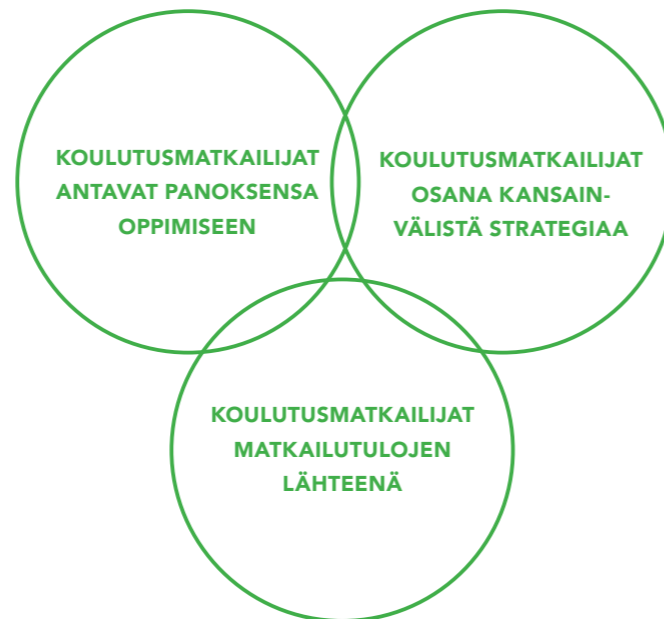 KOULUTUSMATKAILIJAT
ANTAVAT PANOKSENSA
OPPIMISEEN
KOULUTUSMATKAILIJAT
OSANA KANSAIN-
VÄLISTÄ STRATEGIAA
KOULUTUSMATKAILIJAT
MATKAILUTULOJEN
LÄHTEENÄ